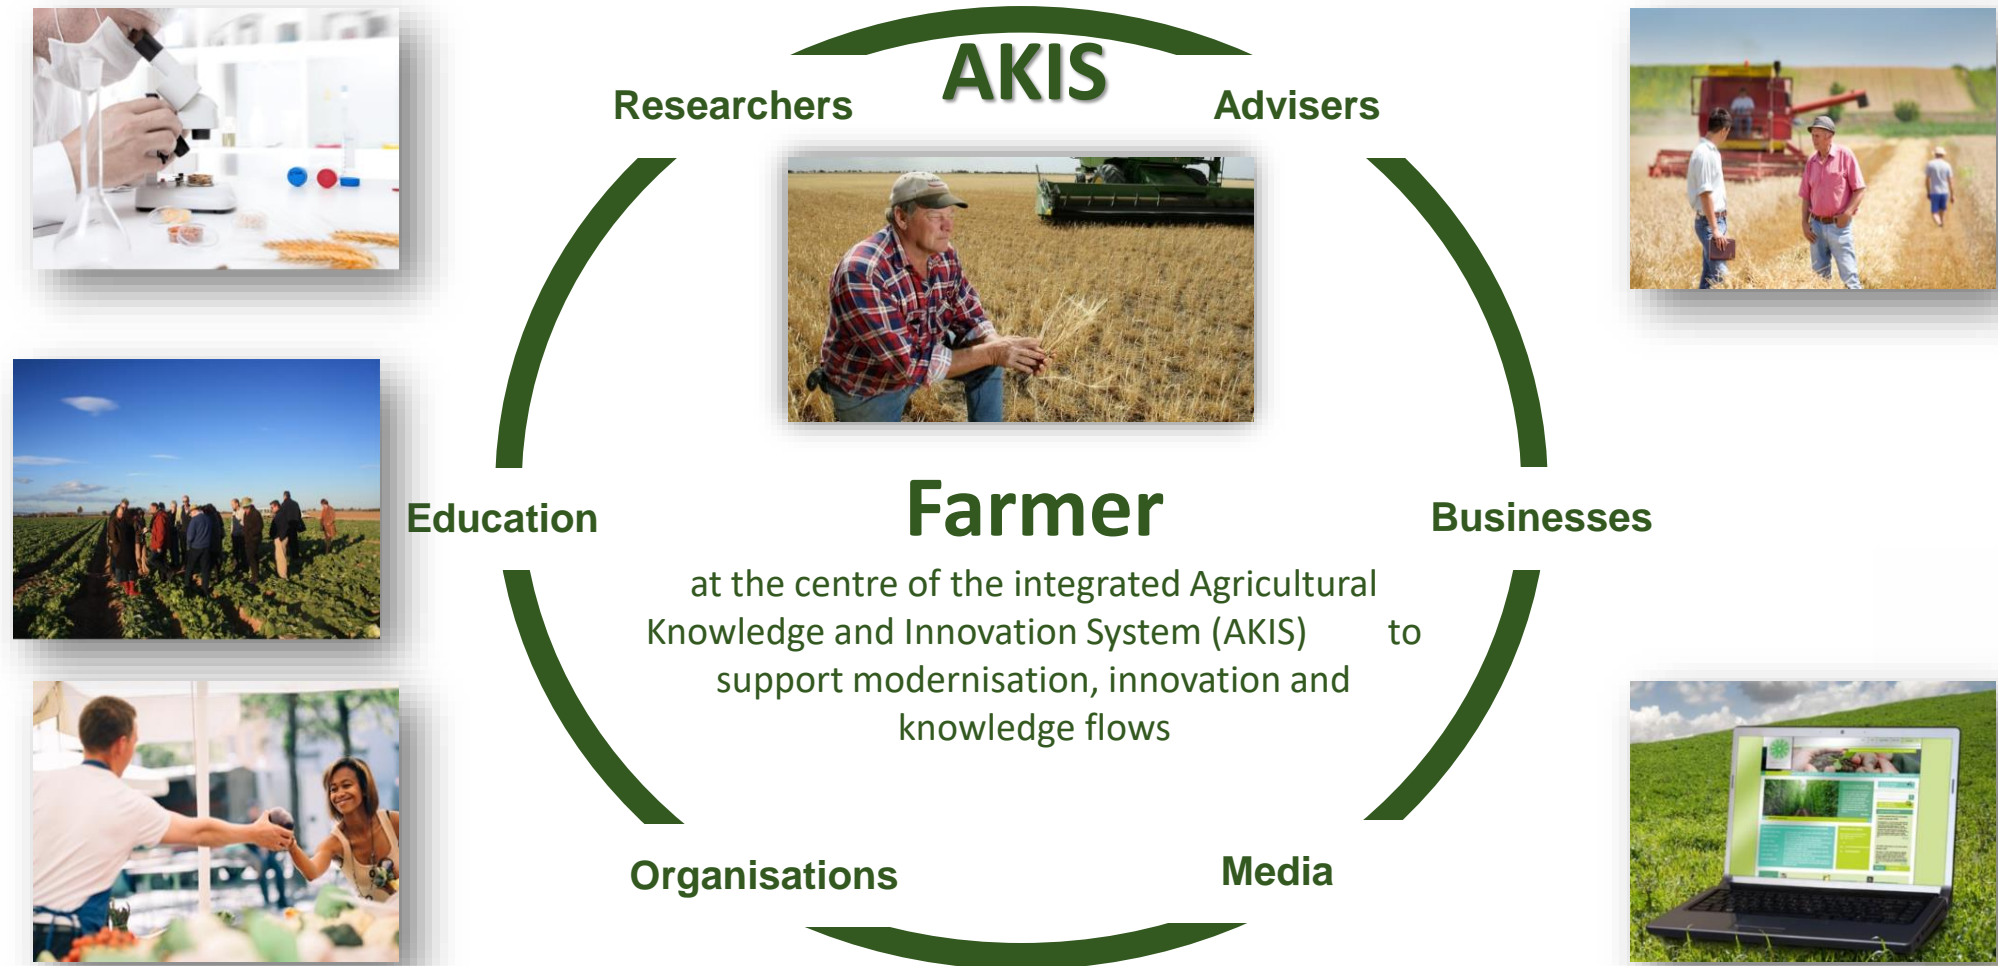 AKIS
Researchers
Advisers
Education
Farmer
Businesses
at the centre of the integrated Agricultural
Knowledge and Innovation System (AKIS) to
support modernisation, innovation and
knowledge flows
Organisations
Media